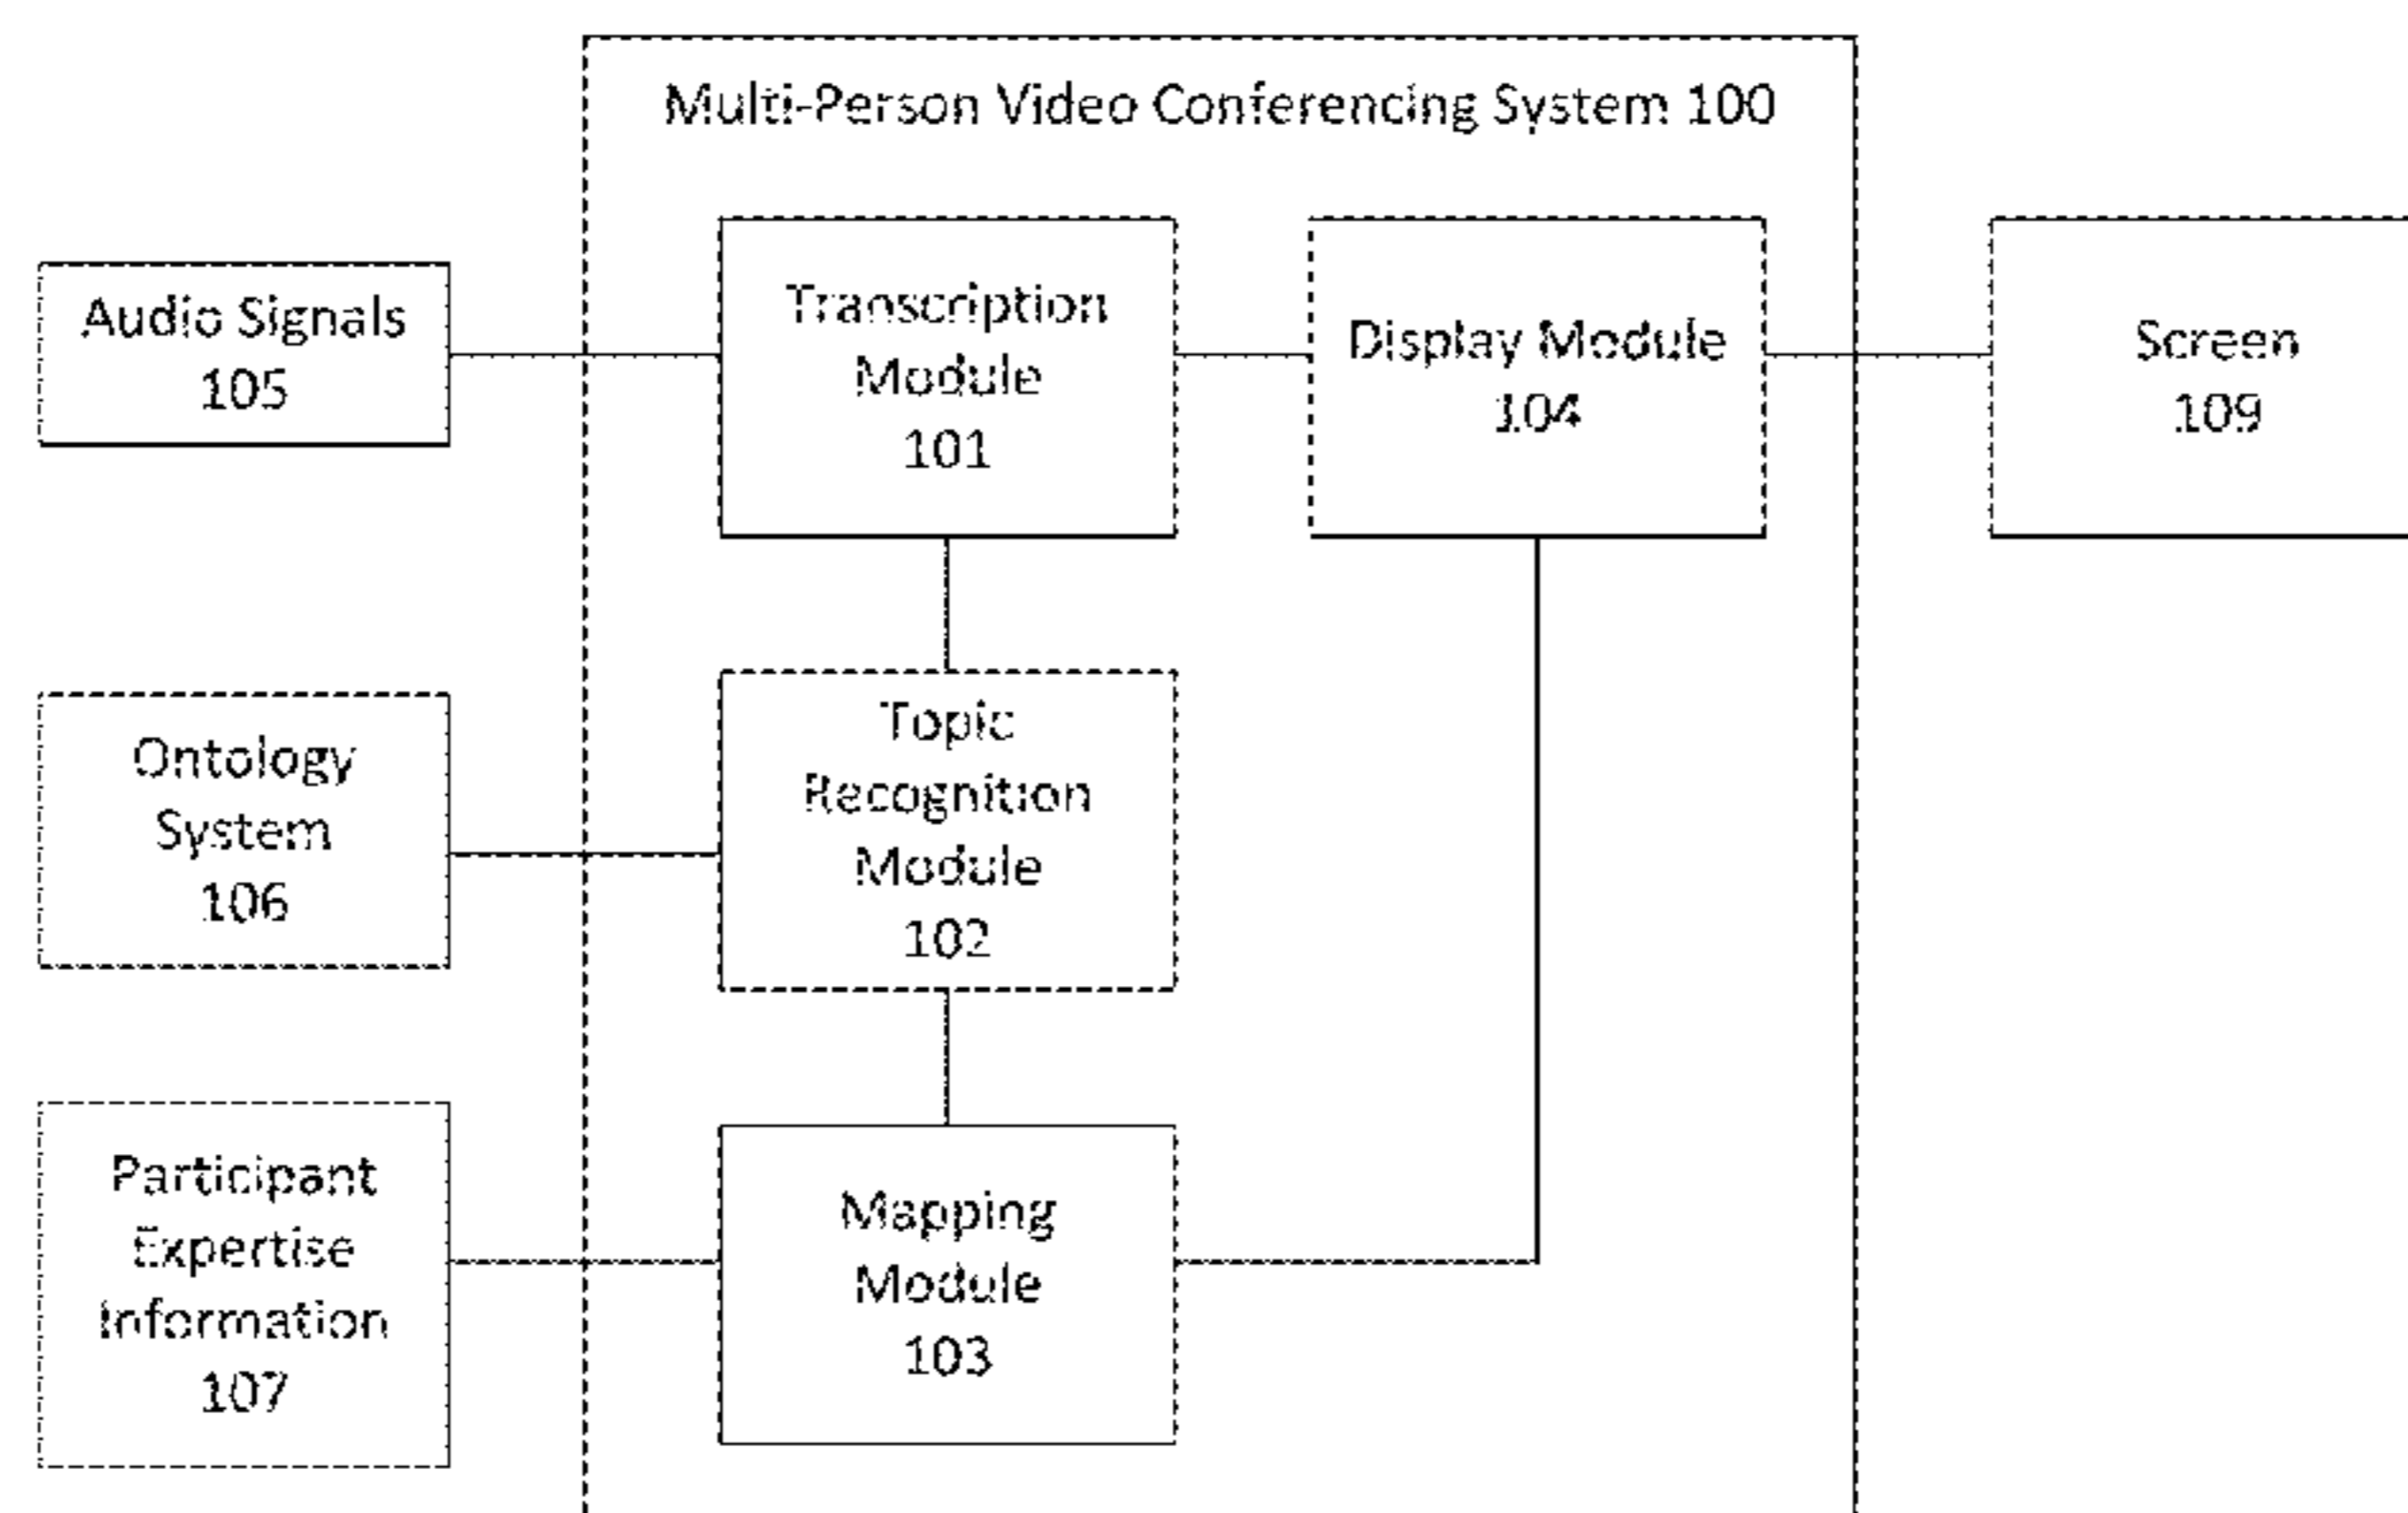 Multi-Person Video Conferencing System 100
Audio Signals
105
Transcription
Module
101
Display Module
104
Screen
109
Ontology
System
106
Topic
Recognition
Module
102
Participant
Expertise
Information
107
Mapping
Module
103